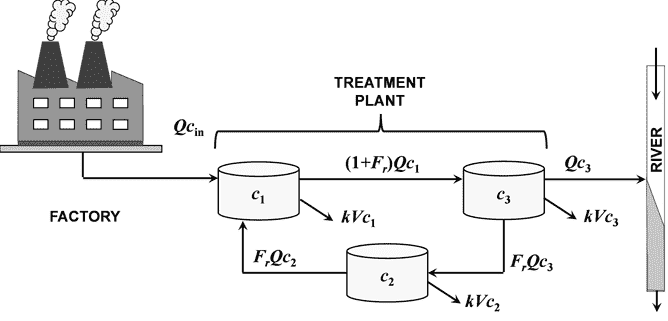 TREATMENT
PLANT
Qc_in
(1+F_r)Qc_1
Qc_3
RIVER
c_1
c_3
FACTORY
kVc_1
kVc_3
F_rQc_2
F_rQc_3
c_2
kVc_2